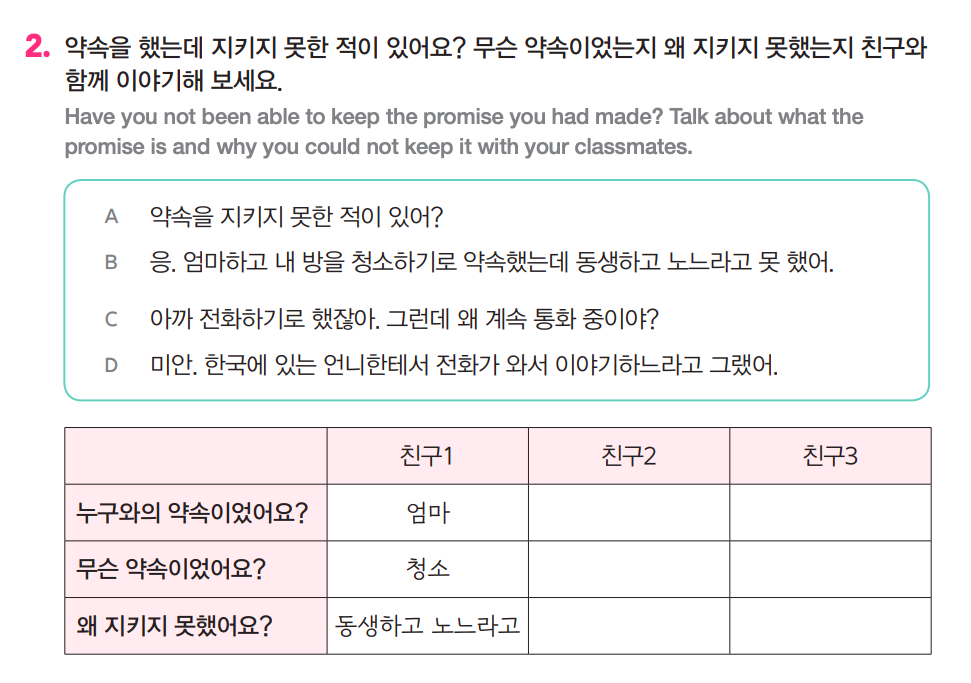 2. 약속을 했는데 지키지 못한 적이 있어요? 무슨 약속이었는지 왜 지키지 못했는지 친구와
함께 이야기해 보세요.
Have you not been able to keep the promise you had made? Talk about what the
promise is and why you could not keep it with your classmates.
A 약속을 지키지 못한 적이 있어?
B 응. 엄마하고 내 방을 청소하기로 약속했는데 동생하고 노느라고 못 했어.
C 아까 전화하기로 했잖아. 그런데 왜 계속 통화 중이야?
D 미안. 한국에 있는 언니한테서 전화가 와서 이야기하느라고 그랬어.
친구1 친구2 친구3
누구와의 약속이었어요? 엄마
무슨 약속이었어요? 청소
왜 지키지 못했어요? 동생하고 노느라고